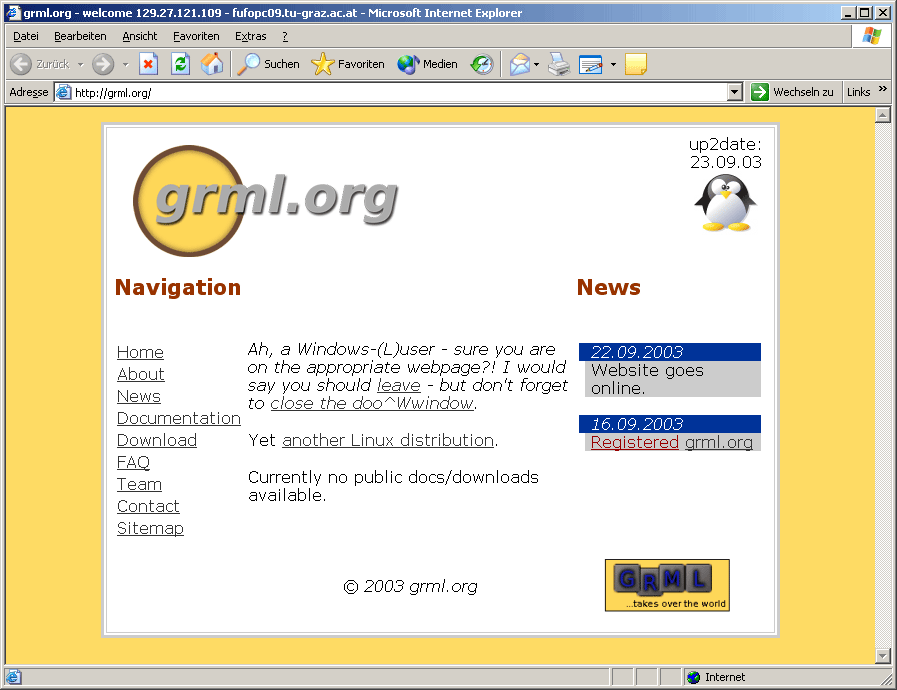 grml.org - welcome 129.27.121.109 - fufopc09.tu-graz.ac.at - Microsoft Internet Explorer
Datei Bearbeiten Ansicht Favoriten Extras ?
Zurück Suchen Favoriten Medien
Adresse http://grml.org/ Wechseln zu Links »
up2date:
23.09.03
grml.org
Navigation
News
Home
About
News
Documentation
Download
FAQ
Team
Contact
Sitemap
Ah, a Windows-(L)user - sure you are
on the appropriate webpage?! I would
say you should leave - but don't forget
to close the doo^Wwindow.
Yet another Linux distribution.
Currently no public docs/downloads
available.
22.09.2003
Website goes
online.
16.09.2003
Registered grml.org
© 2003 grml.org
GRML
...takes over the world
Internet